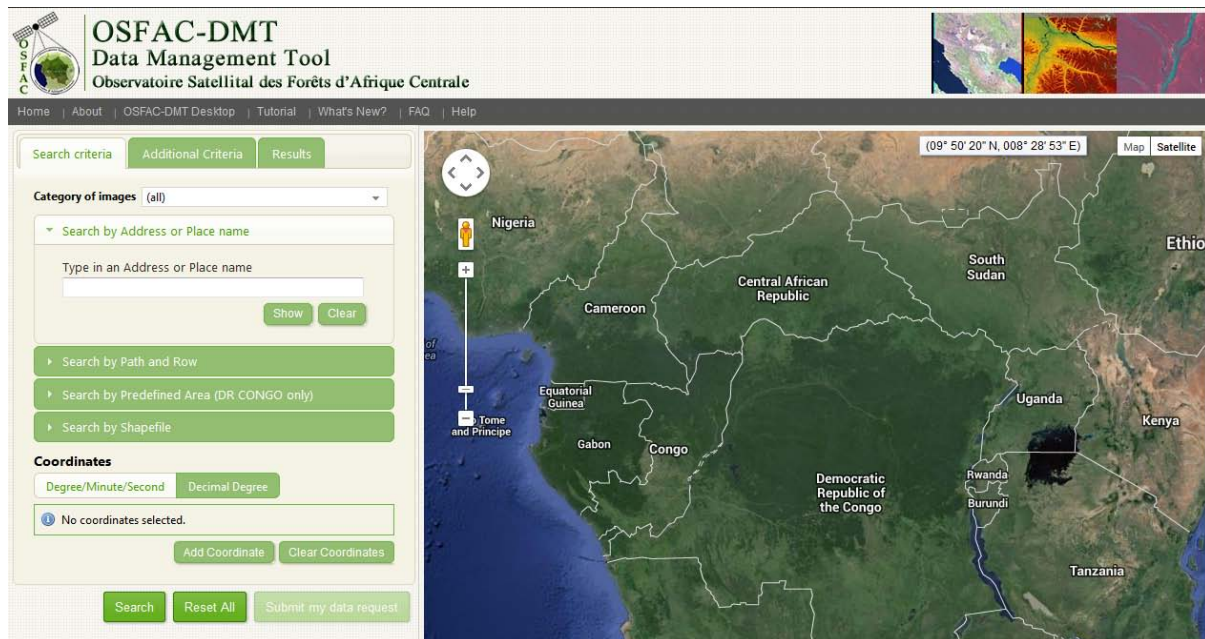 OSFAC
OSFAC-DMT
Data Management Tool
Observatoire Satellital des Forêts d'Afrique Centrale
Home | About | OSFAC-DMT Desktop | Tutorial | What's New? | FAQ | Help
Search criteria
Additional Criteria
Results
Category of images (all)
Search by Address or Place name
Type in an Address or Place name
Show
Clear
Search by Path and Row
Search by Predefined Area (DR CONGO only)
Search by Shapefile
Coordinates
Degree/Minute/Second
Decimal Degree
No coordinates selected.
Add Coordinate
Clear Coordinates
Search
Reset All
Submit my data request
(09° 50' 20" N, 008° 28' 53" E)
Map
Satellite
Nigeria
Ethio
South
Sudan
Central African
Republic
Cameroon
of
ea
Equatorial
Guinea
Uganda
Tome
and Principe
Kenya
Gabon
Congo
Democratic
Republic of
the Congo
Rwanda
Burundi
Tanzania